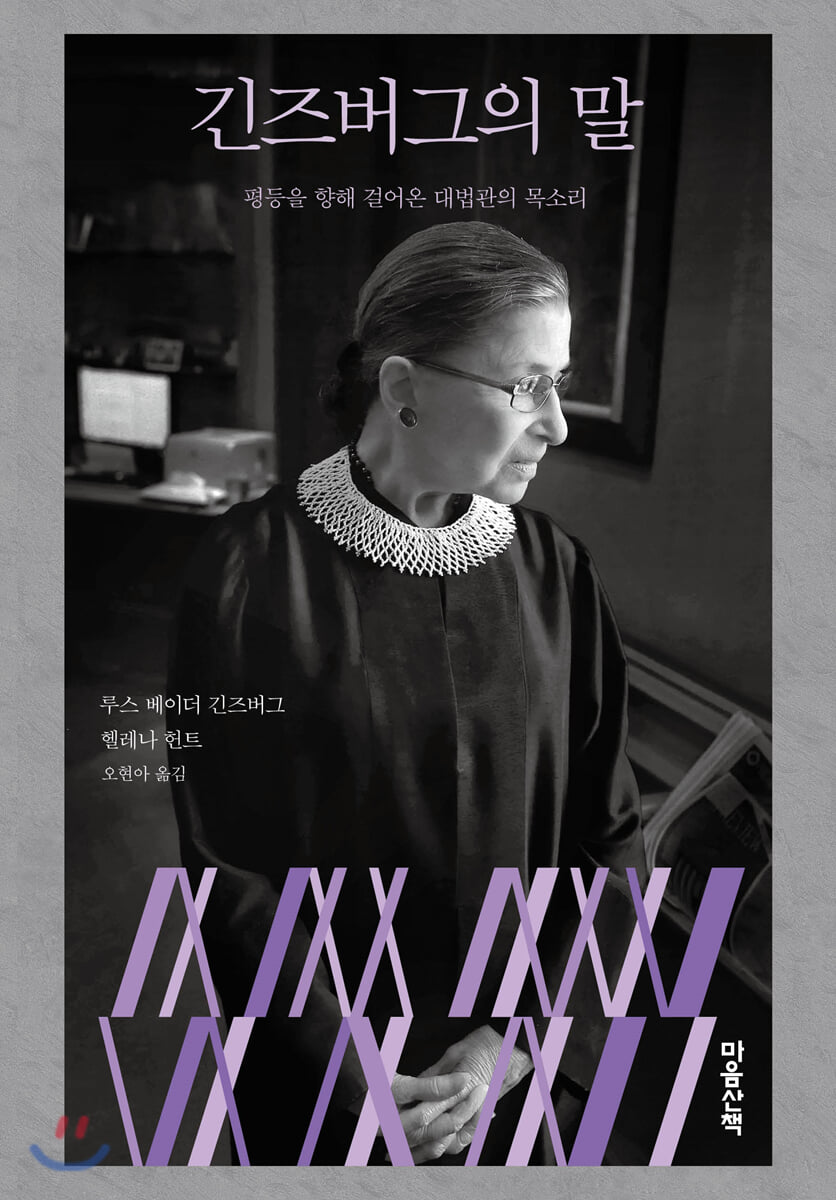 긴즈버그의 말
평등을 향해 걸어온 대법관의 목소리
루스 베이더 긴즈버그
헬레나 헌트
오현아 옮김
마음산책